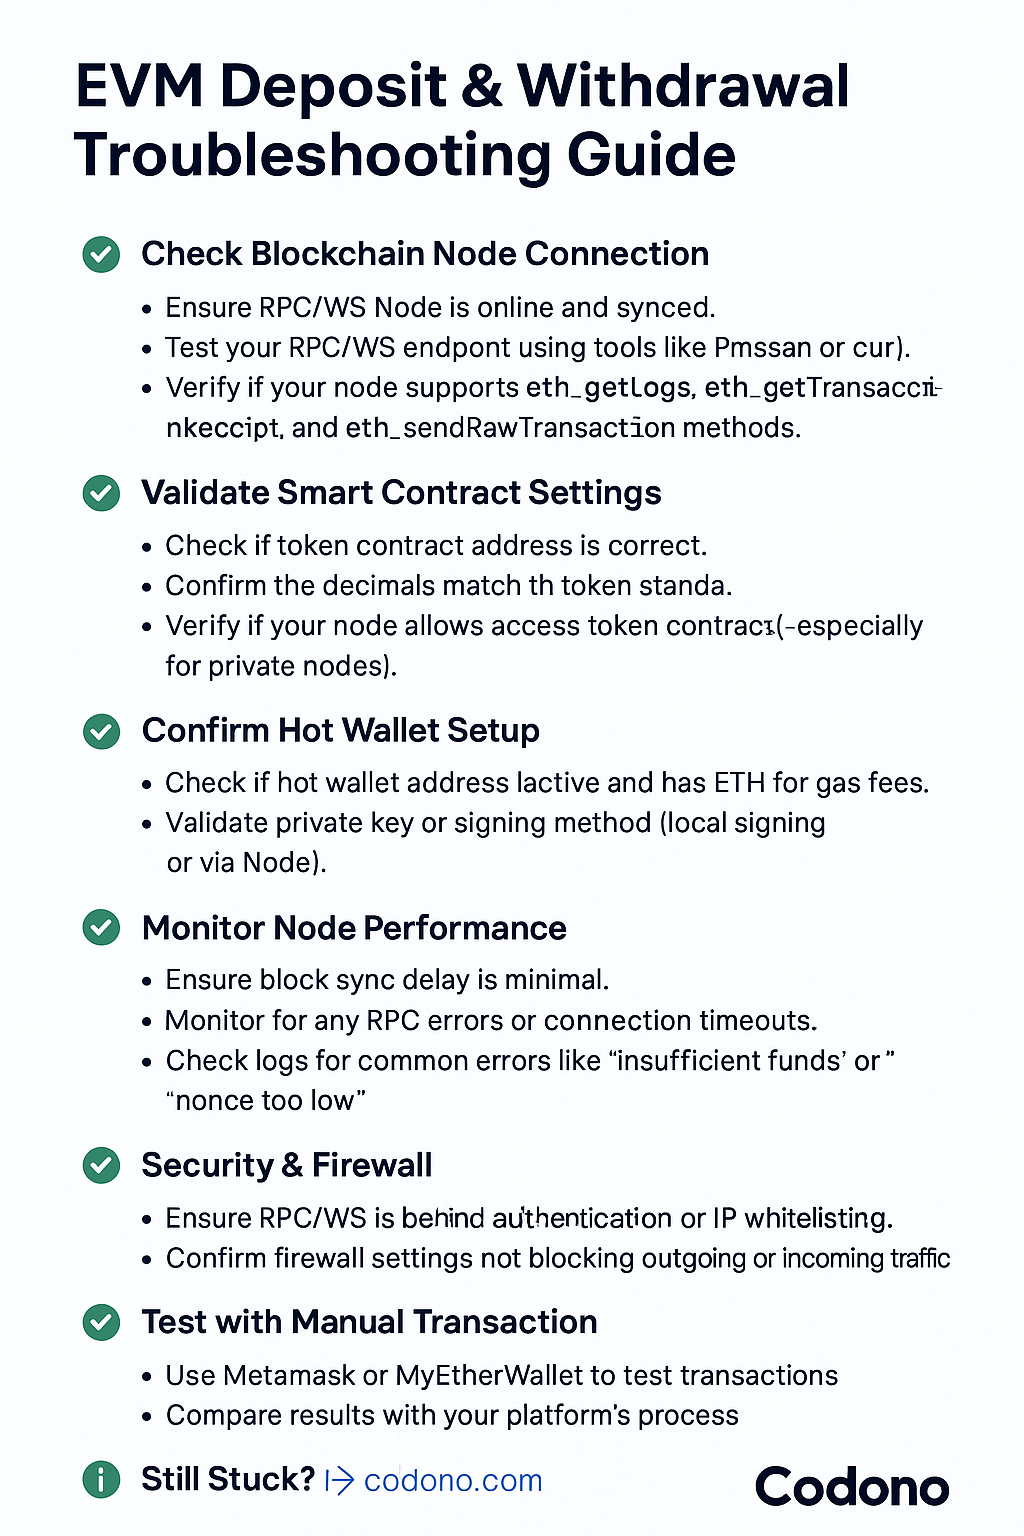 EVM Deposit & Withdrawal
Troubleshooting Guide
Check Blockchain Node Connection
• Ensure RPC/WS Node is online and synced.
• Test your RPC/WS endpont using tools like Pmssan or cur).
• Verify if your node supports eth_getLogs, eth_getTransacci-
nkeccipt, and eth_sendRawTransaction methods.
Validate Smart Contract Settings
• Check if token contract address is correct.
• Confirm the decimals match th token standa.
• Verify if your node allows access token contract(-especially
for private nodes).
Confirm Hot Wallet Setup
• Check if hot wallet address lactive and has ETH for gas fees.
• Validate private key or signing method (local signing
or via Node).
Monitor Node Performance
• Ensure block sync delay is minimal.
• Monitor for any RPC errors or connection timeouts.
• Check logs for common errors like “insufficient funds’ or ”
“nonce too low”
Security & Firewall
• Ensure RPC/WS is behind authentication or IP whitelisting.
• Confirm firewall settings not blocking outgoing or incoming traffic
Test with Manual Transaction
• Use Metamask or MyEtherWallet to test transactions
• Compare results with your platform's process
Still Stuck? codono.com
Codono